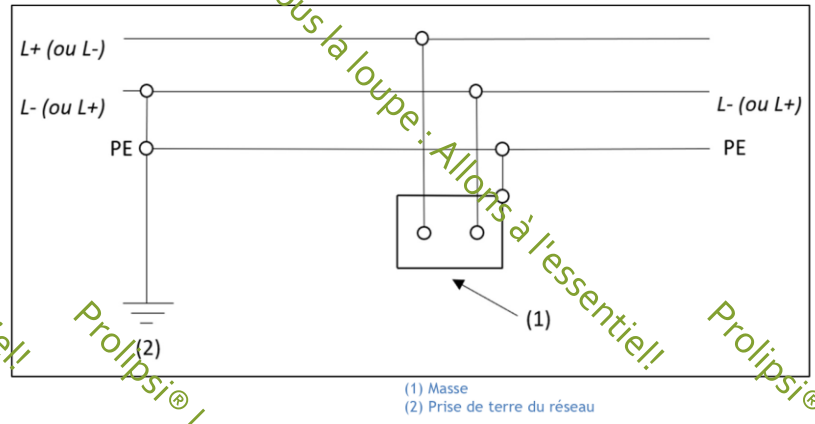 ous la loupe : Allons à l'essentiel!
L+ (ou L-)
L- (ou L+)
L- (ou L+)
PE
PE
(1)
el!
Prolipsi®
Prolipsi®
(2)
(1) Masse
(2) Prise de terre du réseau